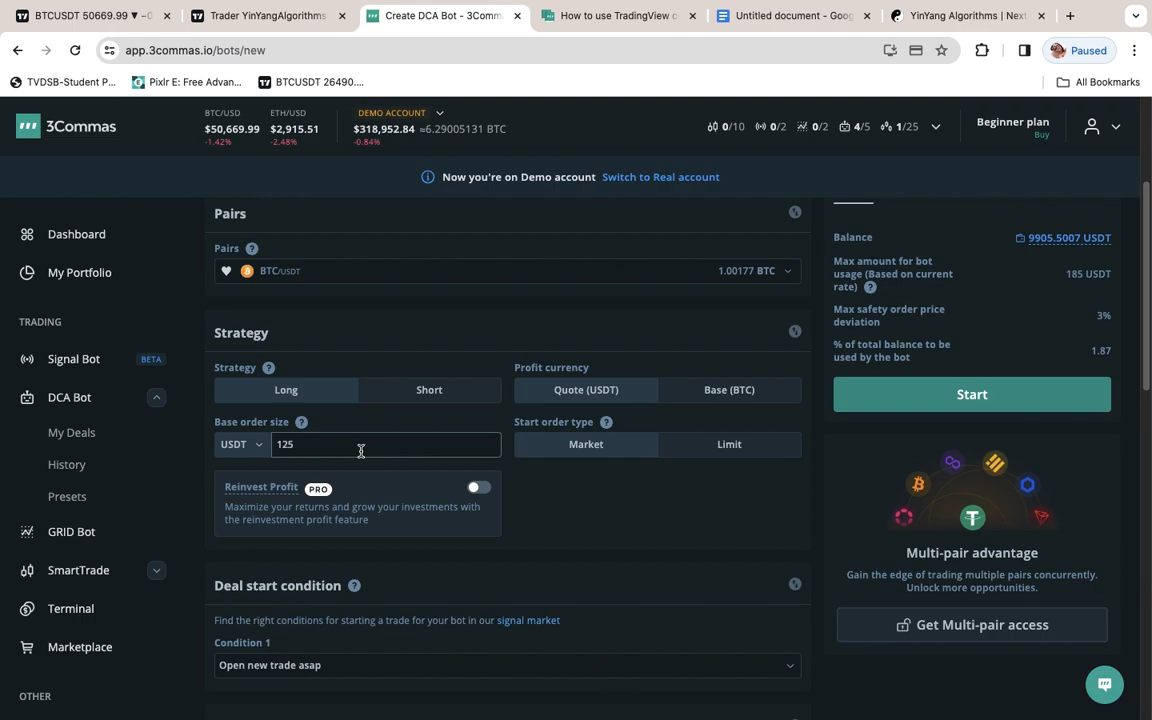 BTCUSDT 50669.99 ▼ −0
Trader YinYangAlgorithms
Create DCA Bot - 3Comm
How to use TradingView c
Untitled document - Goog
YinYang Algorithms | Next
app.3commas.io/bots/new
Paused
TVDSB-Student P...
Pixlr E: Free Advan...
BTCUSDT 26490....
All Bookmarks
3Commas
BTC/USD
$50,669.99
-1.42%
ETH/USD
$2,915.51
-2.48%
DEMO ACCOUNT
$318,952.84 ≈6.29005131 BTC
-0.84%
0/10
0/2
0/2
4/5
1/25
Beginner plan
Buy
Now you're on Demo account Switch to Real account
Dashboard
My Portfolio
TRADING
Signal Bot BETA
DCA Bot
My Deals
History
Presets
GRID Bot
SmartTrade
Terminal
Marketplace
OTHER
Pairs
Pairs
BTC/USDT
1.00177 BTC
Strategy
Strategy
Long
Short
Profit currency
Quote (USDT)
Base (BTC)
Base order size
USDT
125
Start order type
Market
Limit
Reinvest Profit PRO
Maximize your returns and grow your investments with
the reinvestment profit feature
Deal start condition
Find the right conditions for starting a trade for your bot in our signal market
Condition 1
Open new trade asap
Balance
9905.5007 USDT
Max amount for bot
usage (Based on current
rate)
185 USDT
Max safety order price
deviation
3%
% of total balance to be
used by the bot
1.87
Start
Multi-pair advantage
Gain the edge of trading multiple pairs concurrently.
Unlock more opportunities.
Get Multi-pair access